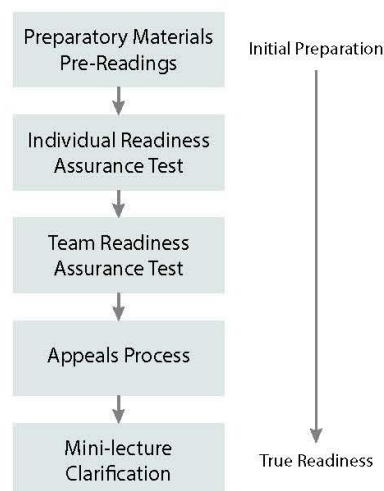 Preparatory Materials
Pre-Readings
Initial Preparation
Individual Readiness
Assurance Test
Team Readiness
Assurance Test
Appeals Process
Mini-lecture
Clarification
True Readiness